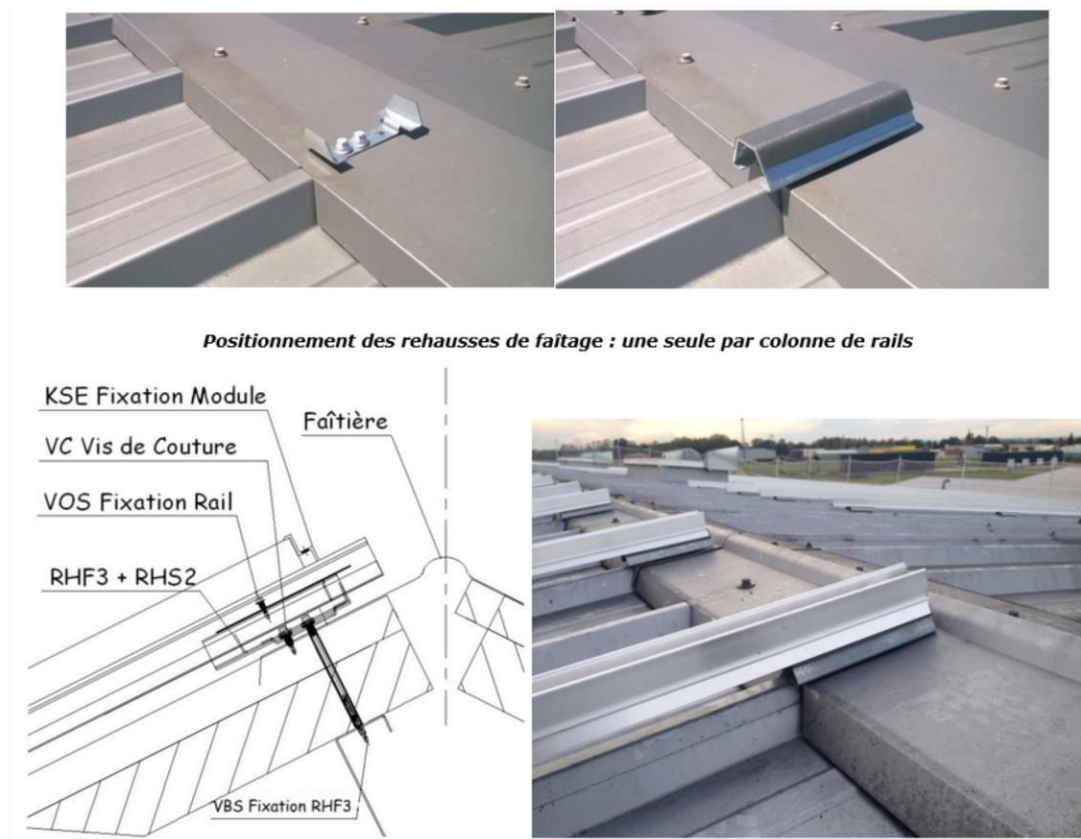 Positionnement des rehausses de faîtage : une seule par colonne de rails
KSE Fixation Module
Faîtière
VC Vis de Couture
VOS Fixation Rail
RHF3 + RHS2
VBS Fixation RHF3